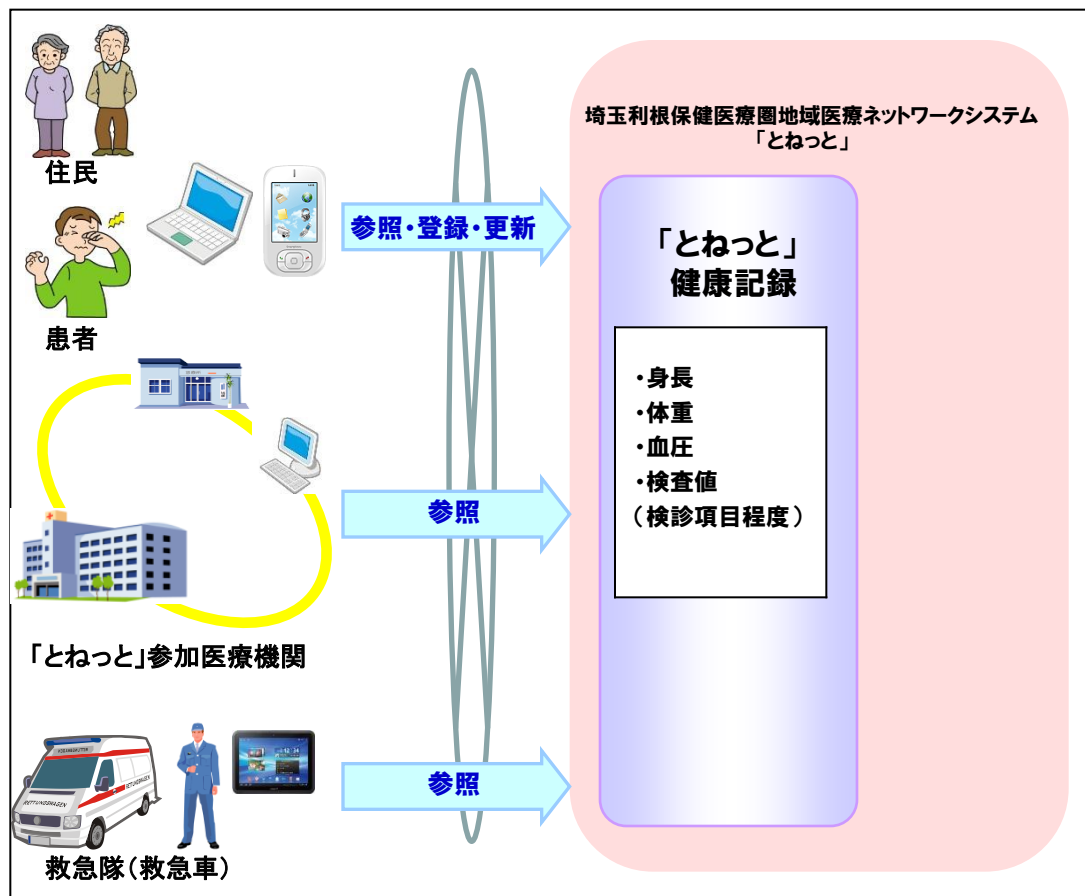 住民
患者
「とねっと」参加医療機関
RETTUNGSWAGEN
RETTUNGSWAGEN
救急隊(救急車)
参照・登録・更新
参照
参照
埼玉利根保健医療圏地域医療ネットワークシステム
「とねっと」
「とねっと」
健康記録
・身長
・体重
・血圧
・検査値
(検診項目程度)